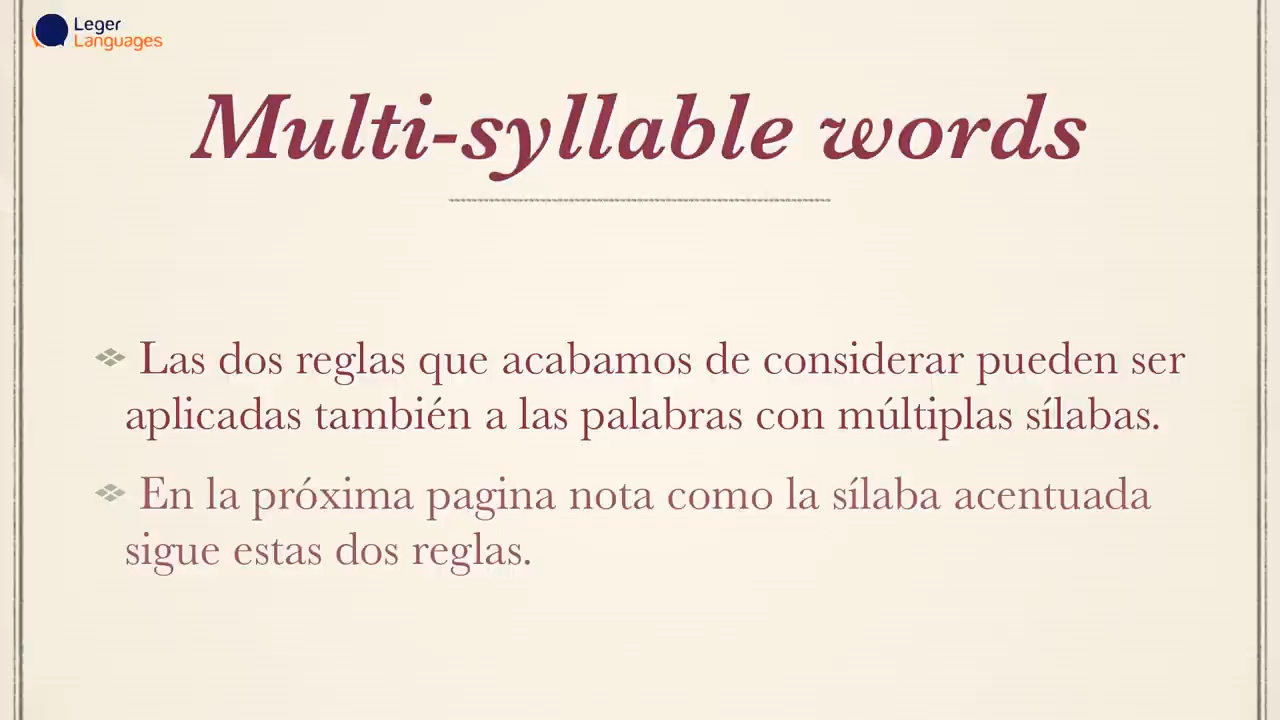 Leger
Languages
Multi-syllable words
Las dos reglas que acabamos de considerar pueden ser
aplicadas también a las palabras con múltiplas sílabas.
En la próxima pagina nota como la sílaba acentuada
sigue estas dos reglas.